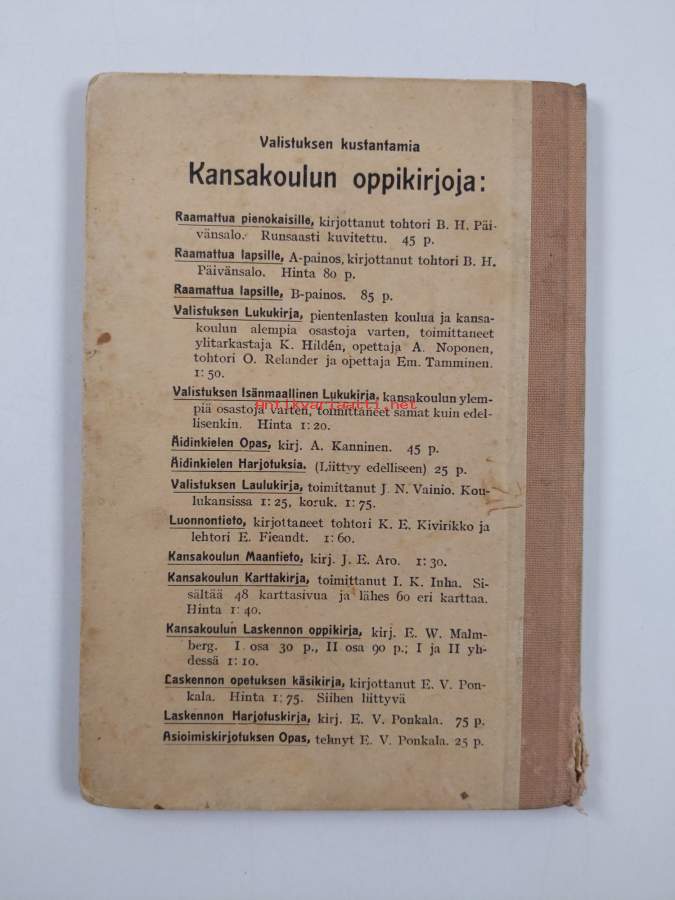 Valistuksen kustantamia
Kansakoulun oppikirjoja:
Raamattua pienokaisille, kirjottanut tohtori B. H. Päi-
vänsalo. Runsaasti kuvitettu. 45 p.
Raamattua lapsille, A-painos, kirjottanut tohtori B. H.
Päivänsalo. Hinta 80 p.
Raamattua lapsille, B-painos. 85 p.
Valistuksen Lukukirja, pientenlasten koulua ja kansa-
koulun alempia osastoja varten, toimittaneet
ylitarkastaja K. Hildén, opettaja A. Noponen,
tohtori O. Relander ja opettaja Em. Tamminen.
1: 50.
Valistuksen Isänmaallinen Lukukirja, kansakoulun ylem-
piä osastoja varten, toimittaneet samat kuin edel-
lisenkin. Hinta 1: 20.
antikvariaatti.net
Äidinkielen Opas, kirj. A. Kanninen. 45 p.
Äidinkielen Harjotuksia. (Liittyy edelliseen) 25 p.
Valistuksen Laulukirja, toimittanut J. N. Vainio. Kou-
lukansissa 1: 25, koruk. 1: 75.
Luonnontieto, kirjottaneet tohtori K. E. Kivirikko ja
lehtori E. Fieandt. 1: 60.
Kansakoulun Maantieto, kirj. J. E. Aro. 1: 30.
Kansakoulun Karttakirja, toimittanut I. K. Inha. Si-
sältää 48 karttasivua ja lähes 60 eri karttaa.
Hinta 1: 40.
Kansakoulun Laskennon oppikirja, kirj. E. W. Malm-
berg. I osa 30 p., II osa 90 p.; I ja II yh-
dessä 1: 10.
Laskennon opetuksen käsikirja, kirjottanut E. V. Pon-
kala. Hinta 1: 75. Siihen liittyvä
Laskennon Harjotuskirja, kirj. E. V. Ponkala. 75 p.
Asioimiskirjotuksen Opas, tehnyt E. V. Ponkala. 25 p.